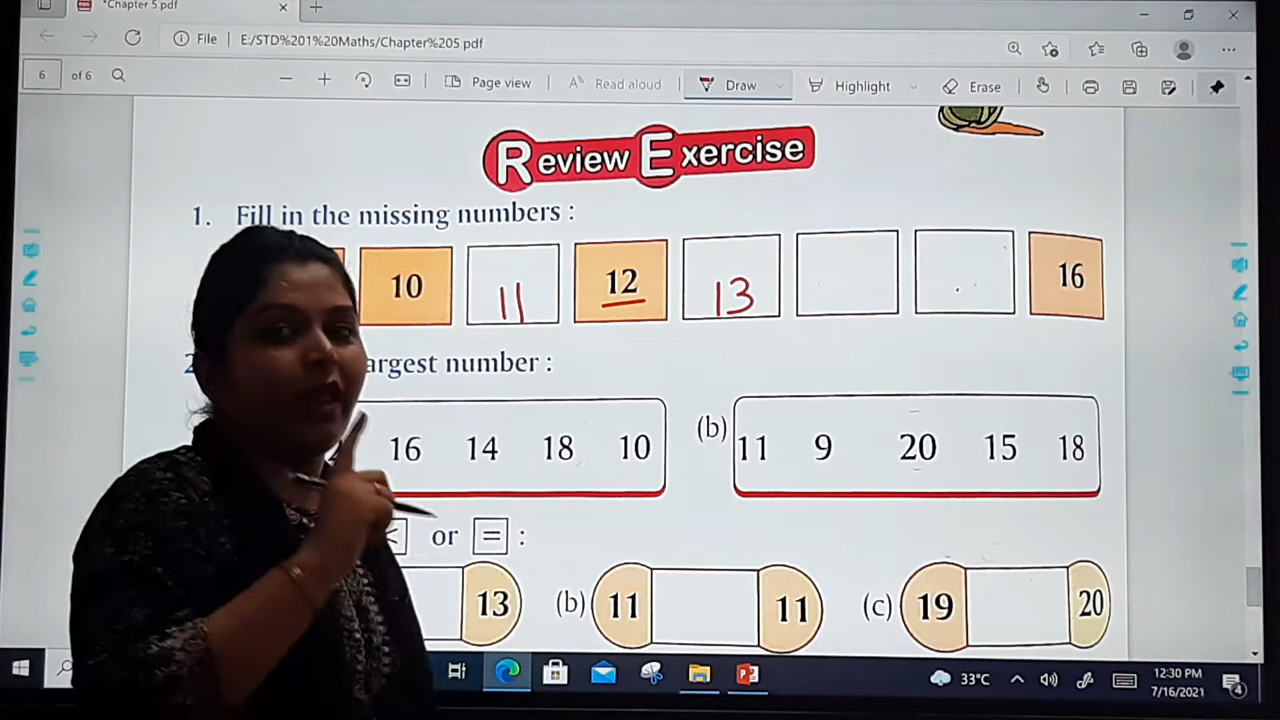 *Chapter 5.pdf
File | E:/STD%201%20Maths/Chapter%205.pdf
6 of 6 Page view Read aloud Draw Highlight Erase
Review Exercise
1. Fill in the missing numbers :
10 11 12 13 16
argest number :
16 14 18 10 (b) 11 9 20 15 18
< or = :
13 (b) 11 11 (c) 19 20
33°C 12:30 PM
7/16/2021
4